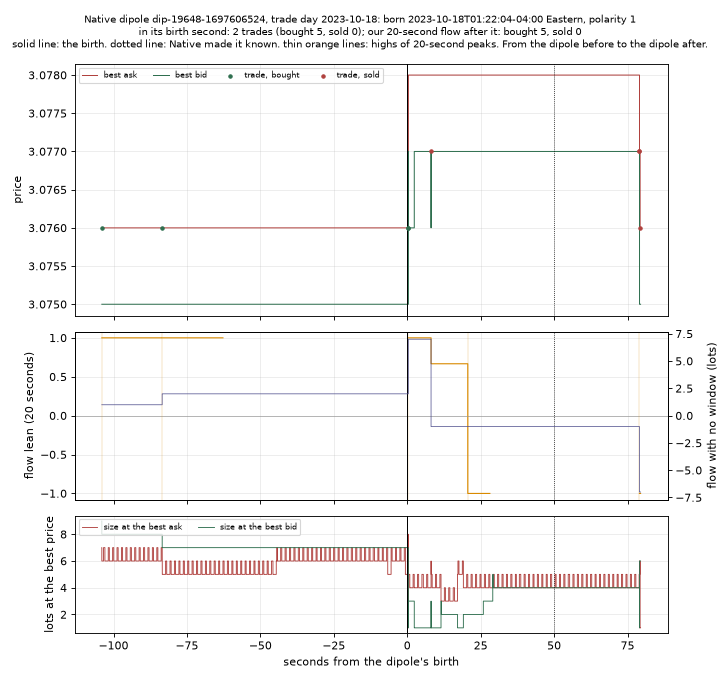 Native dipole dip-19648-1697606524, trade day 2023-10-18: born 2023-10-18T01:22:04-04:00 Eastern, polarity 1
in its birth second: 2 trades (bought 5, sold 0); our 20-second flow after it: bought 5, sold 0
solid line: the birth. dotted line: Native made it known. thin orange lines: highs of 20-second peaks. From the dipole before to the dipole after.
best ask best bid trade, bought trade, sold
3.0780
3.0775
3.0770
3.0765
3.0760
3.0755
3.0750
price
1.0
0.5
0.0
−0.5
−1.0
flow lean (20 seconds)
7.5
5.0
2.5
0.0
−2.5
−5.0
−7.5
flow with no window (lots)
size at the best ask size at the best bid
8
6
4
2
lots at the best price
−100 −75 −50 −25 0 25 50 75
seconds from the dipole's birth